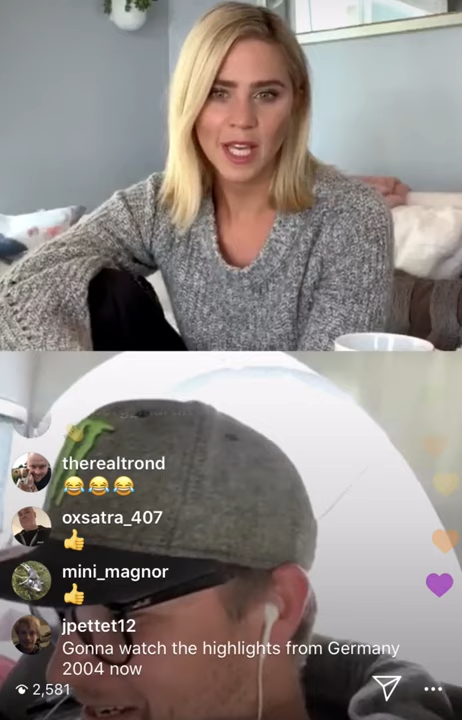 therealtrond
😂😂😂
oxsatra_407
👍
mini_magnor
👍
jpettet12
Gonna watch the highlights from Germany
2004 now
2,581